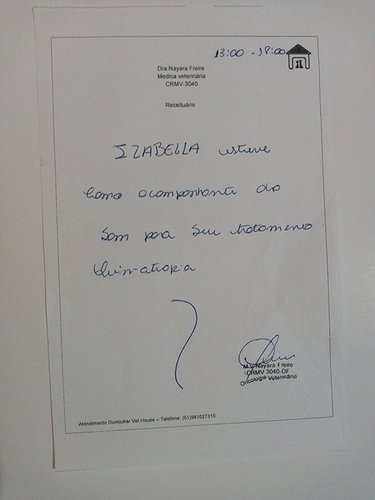 13:00 - 18:00
Dra Nayara Freire
Medica veterinária
CRMV-3040
Receituário
IZABELLA esteve
como acompanhante do
Sam para seu tratamento
Quimioterapia
M.V. Nayara Freire
CRMV 3040-DF
Oncologia Veterinária
Atendimento Domiciliar Vet House – Telefone: (61)981027310